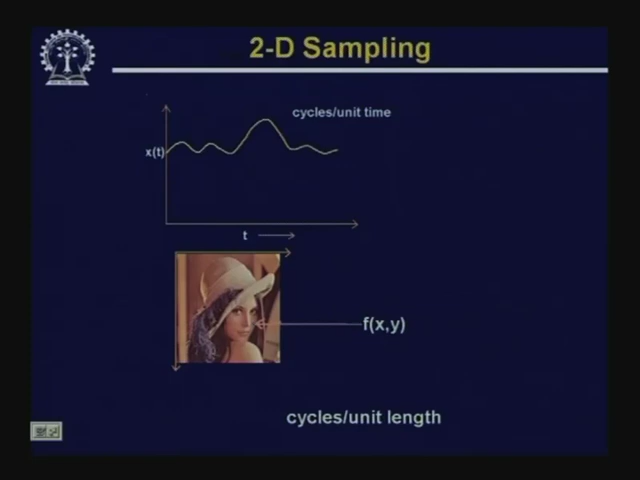 2-D Sampling
cycles/unit time
x(t)
t
f(x,y)
cycles/unit length